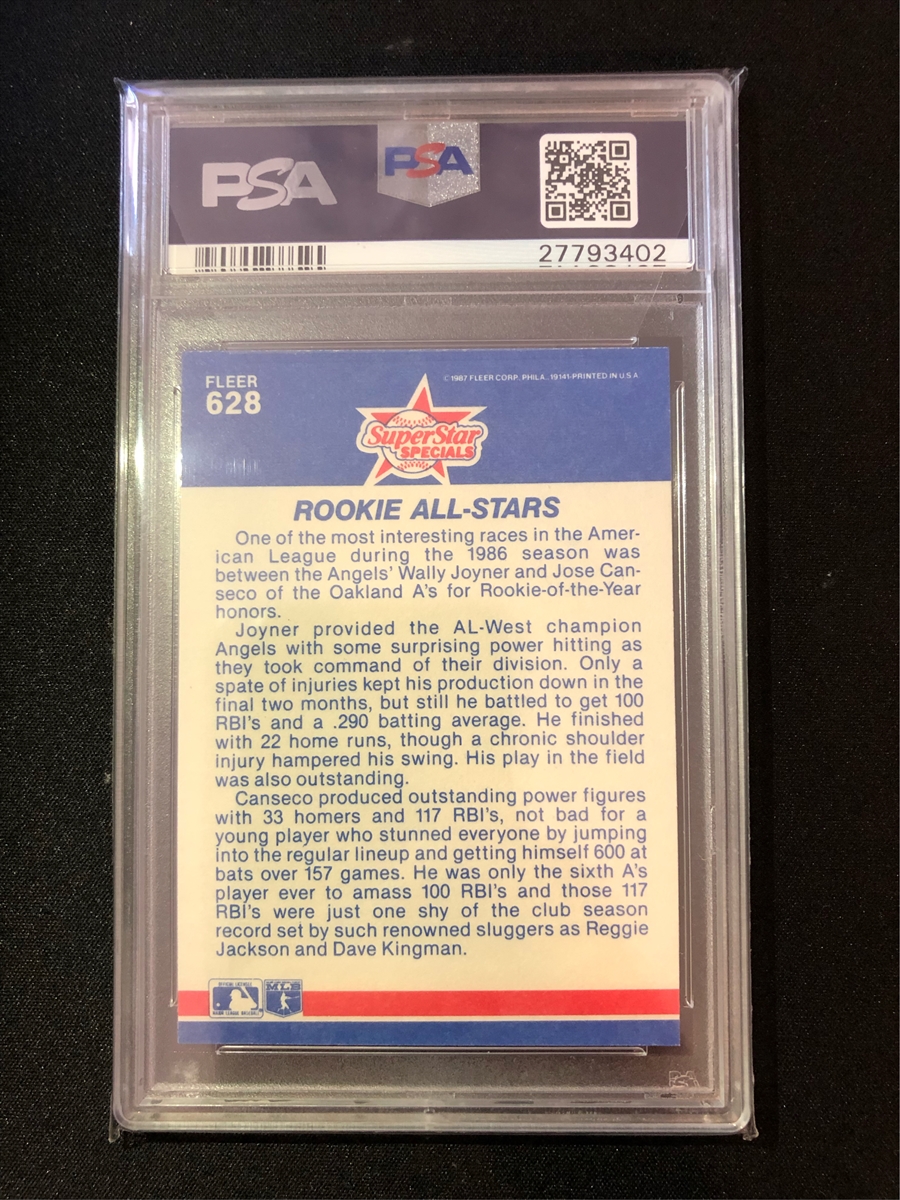 PSA
PSA
27793402
FLEER
628
© 1987 FLEER CORP. PHILA., 19141-PRINTED IN U.S.A.
SuperStar
SPECIALS
ROOKIE ALL-STARS
One of the most interesting races in the Amer-
ican League during the 1986 season was
between the Angels' Wally Joyner and Jose Can-
seco of the Oakland A's for Rookie-of-the-Year
honors.
Joyner provided the AL-West champion
Angels with some surprising power hitting as
they took command of their division. Only a
spate of injuries kept his production down in the
final two months, but still he battled to get 100
RBI's and a .290 batting average. He finished
with 22 home runs, though a chronic shoulder
injury hampered his swing. His play in the field
was also outstanding.
Canseco produced outstanding power figures
with 33 homers and 117 RBI's, not bad for a
young player who stunned everyone by jumping
into the regular lineup and getting himself 600 at
bats over 157 games. He was only the sixth A's
player ever to amass 100 RBI's and those 117
RBI's were just one shy of the club season
record set by such renowned sluggers as Reggie
Jackson and Dave Kingman.
MLB
MAJOR LEAGUE BASEBALL